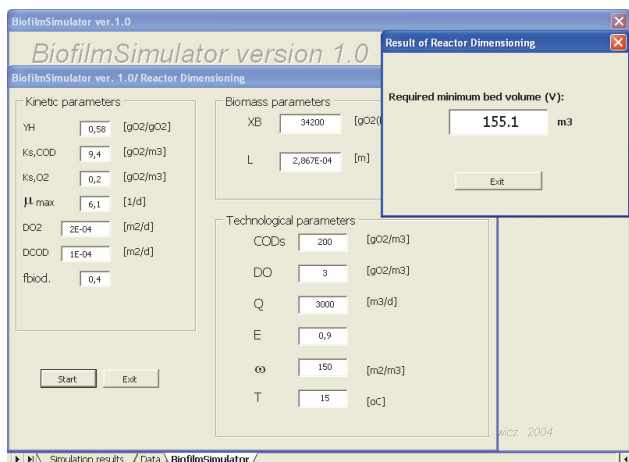 BiofilmSimulator ver.1.0
BiofilmSimulator version 1.0
BiofilmSimulator ver. 1.0/ Reactor Dimensioning
Kinetic parameters
YH 0,58 [gO2/gO2]
Ks,COD 9,4 [gO2/m3]
Ks,O2 0,2 [gO2/m3]
μ max 6,1 [1/d]
DO2 2E-04 [m2/d]
DCOD 1E-04 [m2/d]
fbiod. 0,4
Start Exit
Biomass parameters
XB 34200
L 2,867E-04 [m]
Technological parameters
CODs 200 [gO2/m3]
DO 3 [gO2/m3]
Q 3000 [m3/d]
E 0,9
ω 150 [m2/m3]
T 15 [oC]
Result of Reactor Dimensioning
Required minimum bed volume (V):
155.1 m3
Exit
2004
Simulation results / Data \ BiofilmSimulator /